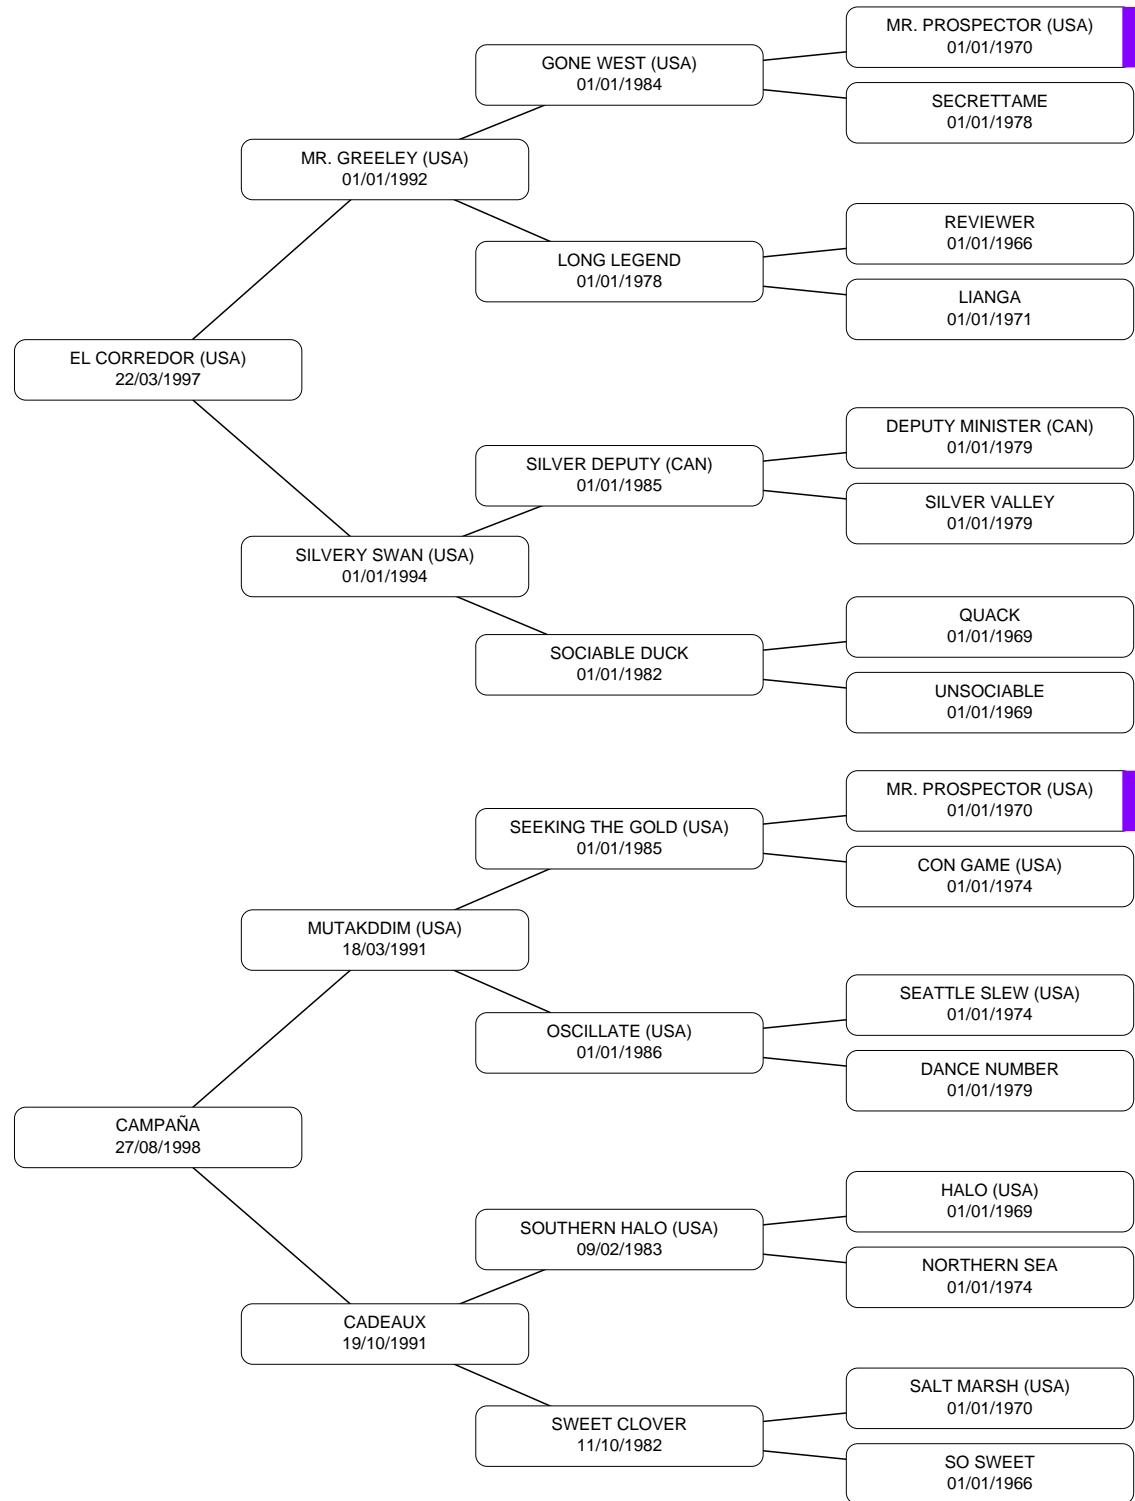 MR. PROSPECTOR (USA)
01/01/1970
GONE WEST (USA)
01/01/1984
SECRETTAME
01/01/1978
MR. GREELEY (USA)
01/01/1992
REVIEWER
01/01/1966
LONG LEGEND
01/01/1978
LIANGA
01/01/1971
EL CORREDOR (USA)
22/03/1997
DEPUTY MINISTER (CAN)
01/01/1979
SILVER DEPUTY (CAN)
01/01/1985
SILVER VALLEY
01/01/1979
SILVERY SWAN (USA)
01/01/1994
QUACK
01/01/1969
SOCIABLE DUCK
01/01/1982
UNSOCIABLE
01/01/1969
MR. PROSPECTOR (USA)
01/01/1970
SEEKING THE GOLD (USA)
01/01/1985
CON GAME (USA)
01/01/1974
MUTAKDDIM (USA)
18/03/1991
SEATTLE SLEW (USA)
01/01/1974
OSCILLATE (USA)
01/01/1986
DANCE NUMBER
01/01/1979
CAMPAÑA
27/08/1998
HALO (USA)
01/01/1969
SOUTHERN HALO (USA)
09/02/1983
NORTHERN SEA
01/01/1974
CADEAUX
19/10/1991
SALT MARSH (USA)
01/01/1970
SWEET CLOVER
11/10/1982
SO SWEET
01/01/1966